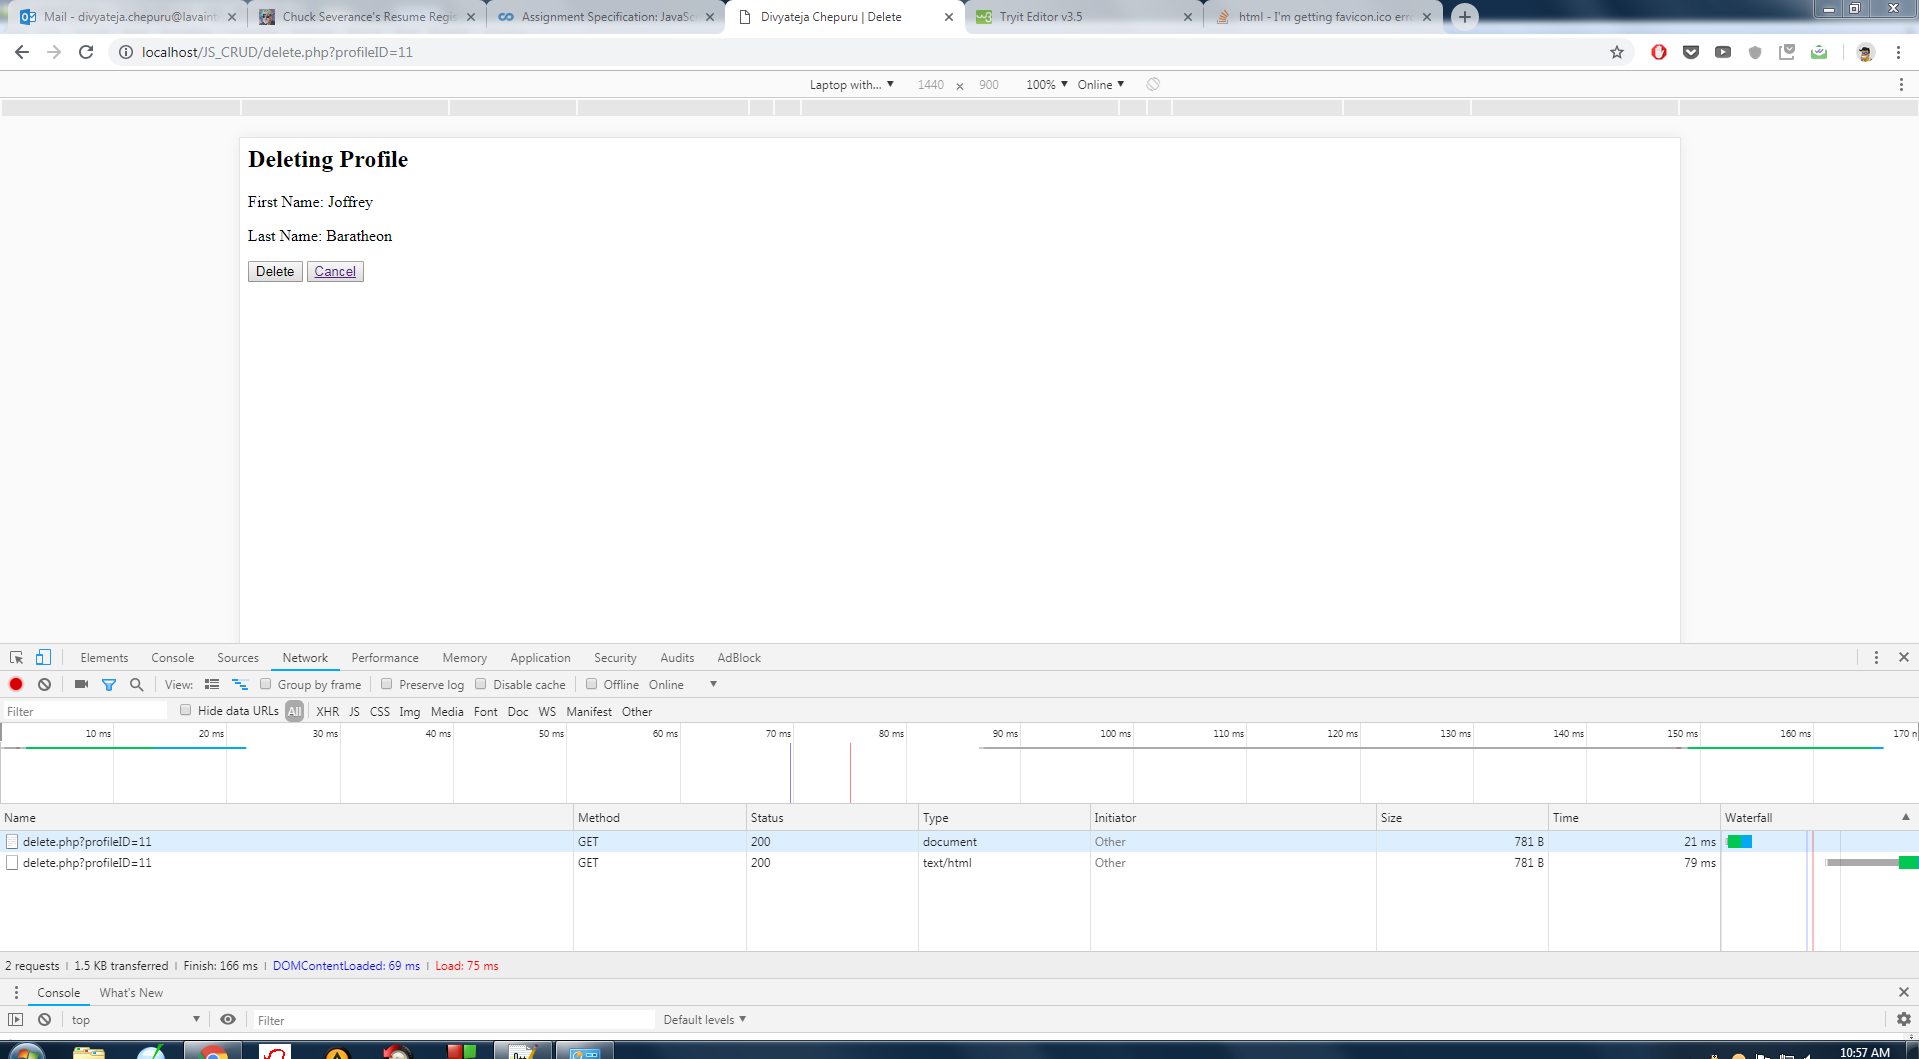 Mail - divyateja.chepuru@lavaint
Chuck Severance's Resume Regis
Assignment Specification: JavaSc
Divyateja Chepuru | Delete
Tryit Editor v3.5
html - I'm getting favicon.ico err
localhost/JS_CRUD/delete.php?profileID=11
Laptop with... ▼ 1440 x 900 100% ▼ Online ▼
Deleting Profile
First Name: Joffrey
Last Name: Baratheon
Delete Cancel
Elements Console Sources Network Performance Memory Application Security Audits AdBlock
View: Group by frame Preserve log Disable cache Offline Online ▼
Filter Hide data URLs All XHR JS CSS Img Media Font Doc WS Manifest Other
10 ms 20 ms 30 ms 40 ms 50 ms 60 ms 70 ms 80 ms 90 ms 100 ms 110 ms 120 ms 130 ms 140 ms 150 ms 160 ms 170 n
Name Method Status Type Initiator Size Time Waterfall ▲
delete.php?profileID=11 GET 200 document Other 781 B 21 ms
delete.php?profileID=11 GET 200 text/html Other 781 B 79 ms
2 requests | 1.5 KB transferred | Finish: 166 ms | DOMContentLoaded: 69 ms | Load: 75 ms
Console What's New
top ▼ Filter Default levels ▼
10:57 AM